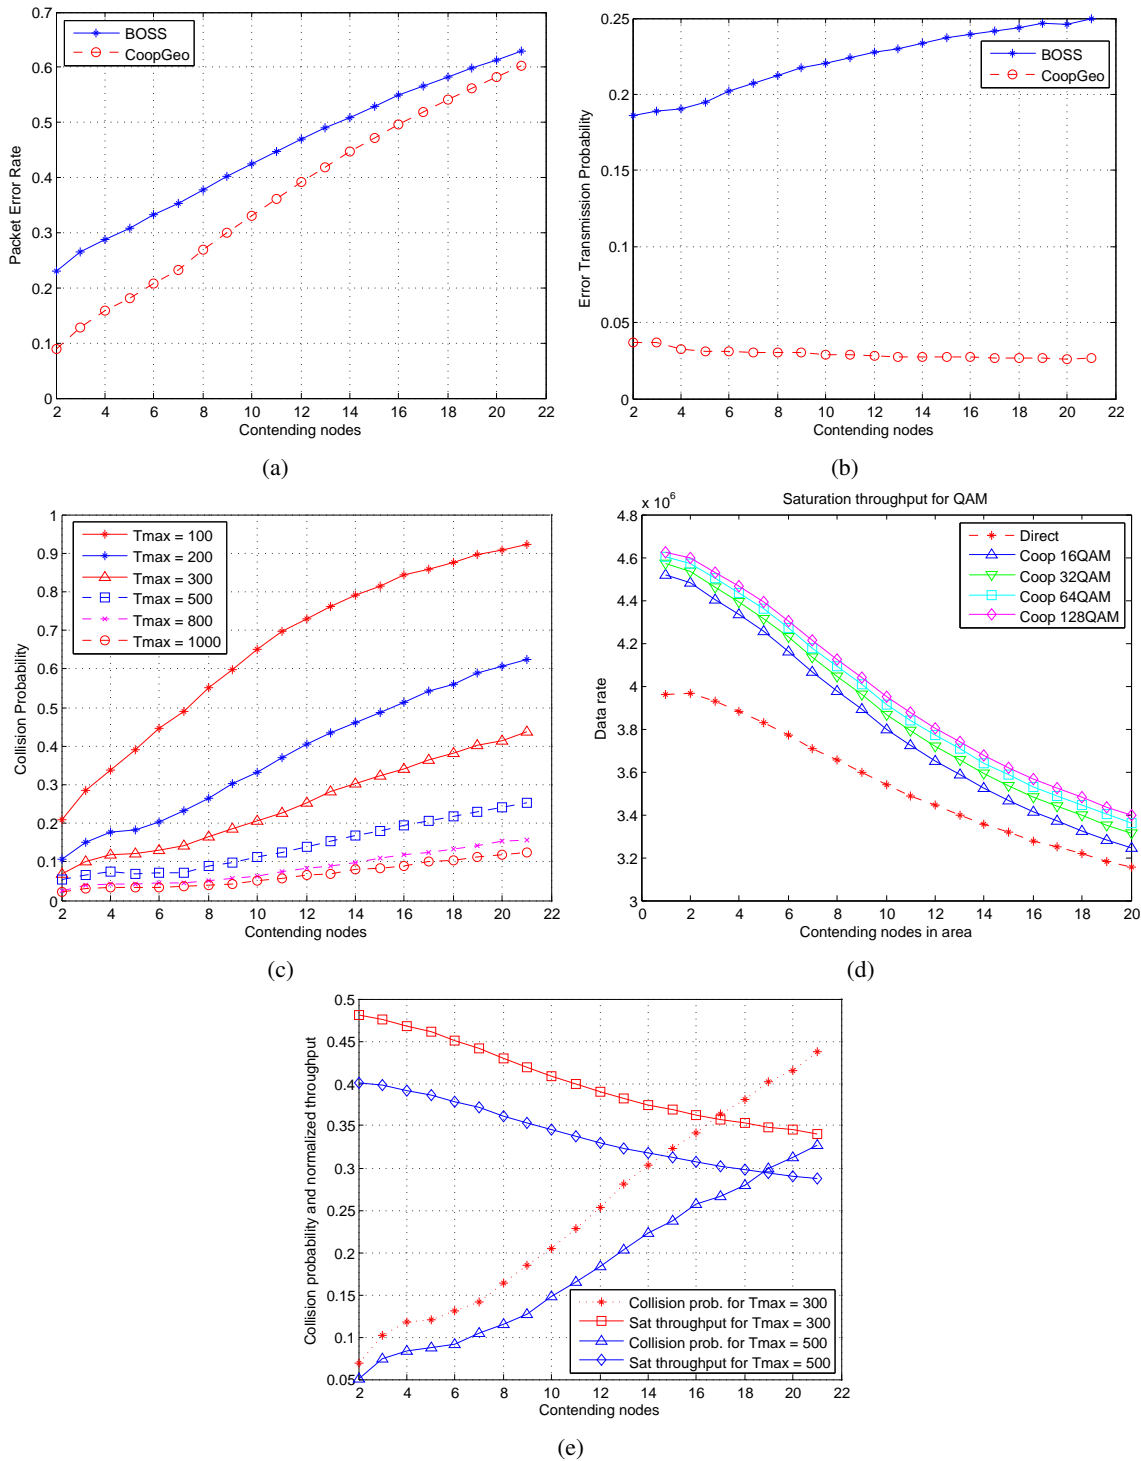 0.7
0.6
0.5
0.4
0.3
0.2
0.1
0
2 4 6 8 10 12 14 16 18 20 22
Packet Error Rate
Contending nodes
BOSS
CoopGeo
(a)
0.25
0.2
0.15
0.1
0.05
0
2 4 6 8 10 12 14 16 18 20 22
Error Transmission Probability
Contending nodes
BOSS
CoopGeo
(b)
1
0.9
0.8
0.7
0.6
0.5
0.4
0.3
0.2
0.1
0
2 4 6 8 10 12 14 16 18 20 22
Collision Probability
Contending nodes
Tmax = 100
Tmax = 200
Tmax = 300
Tmax = 500
Tmax = 800
Tmax = 1000
(c)
Saturation throughput for QAM
x 10^6
4.8
4.6
4.4
4.2
4
3.8
3.6
3.4
3.2
3
0 2 4 6 8 10 12 14 16 18 20
Data rate
Contending nodes in area
Direct
Coop 16QAM
Coop 32QAM
Coop 64QAM
Coop 128QAM
(d)
0.5
0.45
0.4
0.35
0.3
0.25
0.2
0.15
0.1
0.05
2 4 6 8 10 12 14 16 18 20 22
Collision probability and normalized throughput
Contending nodes
Collision prob. for Tmax = 300
Sat throughput for Tmax = 300
Collision prob. for Tmax = 500
Sat throughput for Tmax = 500
(e)